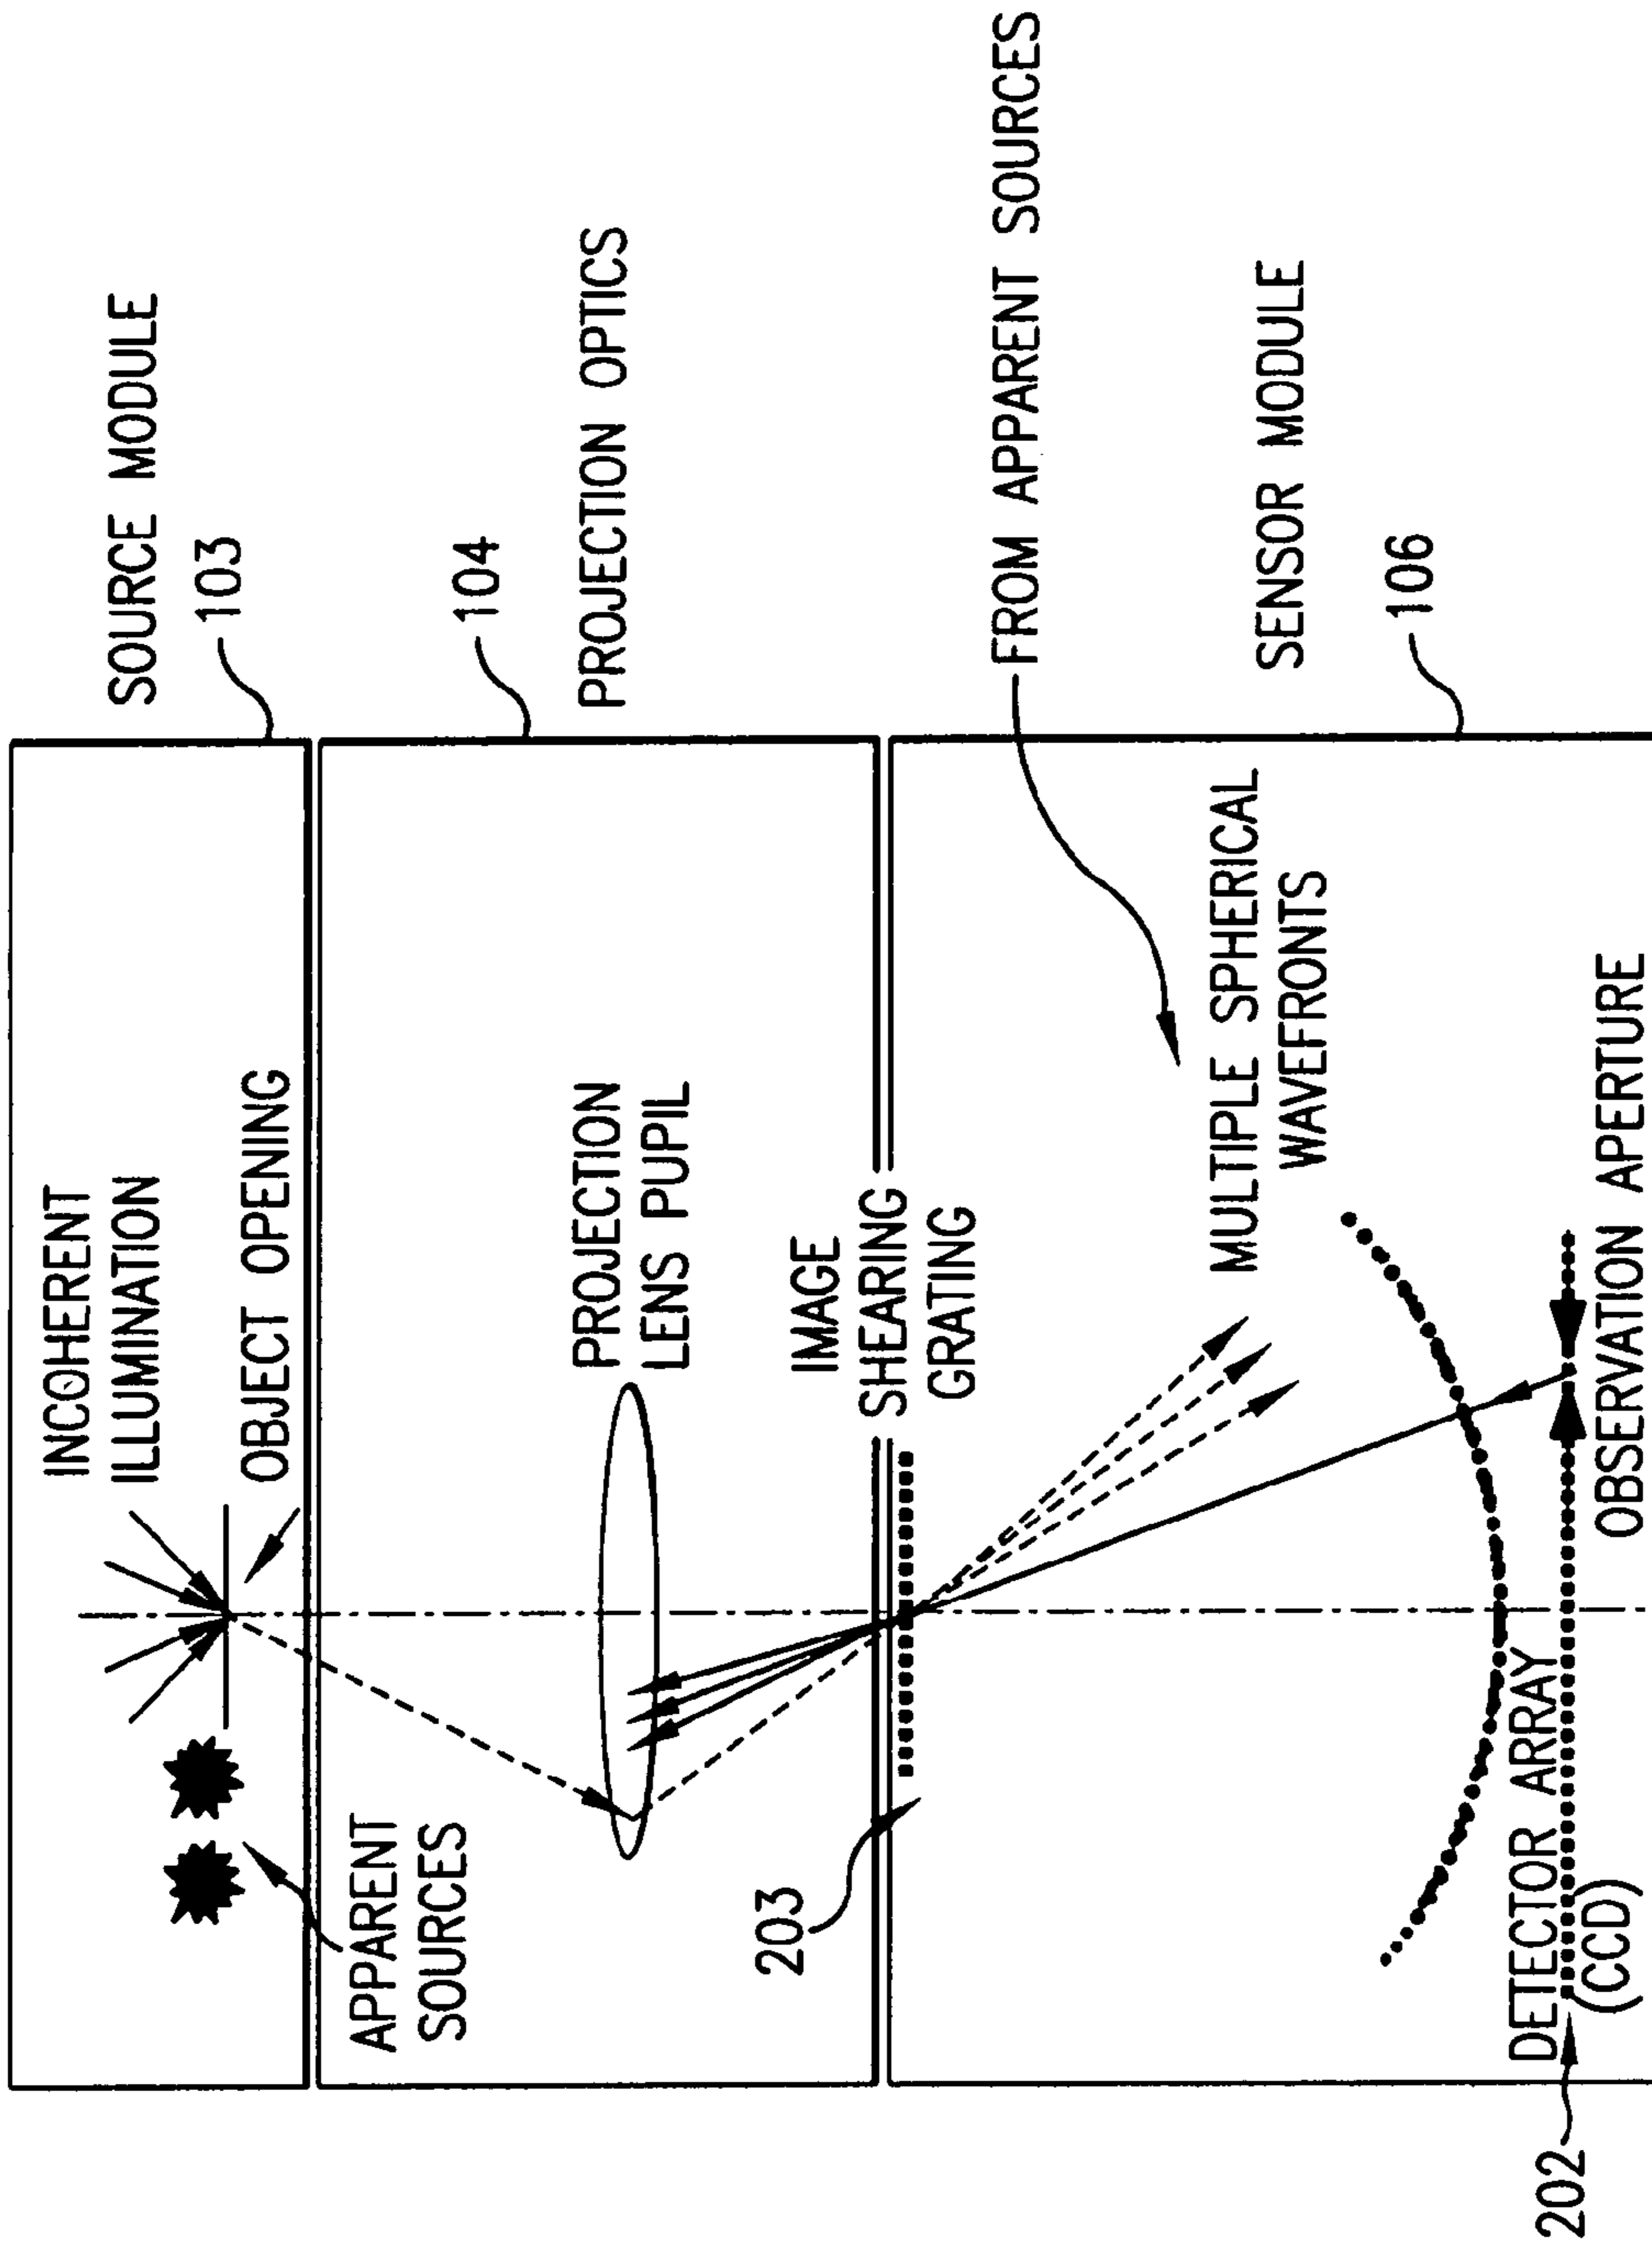 SOURCE MODULE
103
INCOHERENT
ILLUMINATION
OBJECT OPENING
APPARENT
SOURCES
104
PROJECTION OPTICS
PROJECTION
LENS PUPIL
IMAGE
SHEARING
GRATING
203
FROM APPARENT SOURCES
MULTIPLE SPHERICAL
WAVEFRONTS
SENSOR MODULE
106
DETECTOR ARRAY
(CCD)
202
OBSERVATION APERTURE